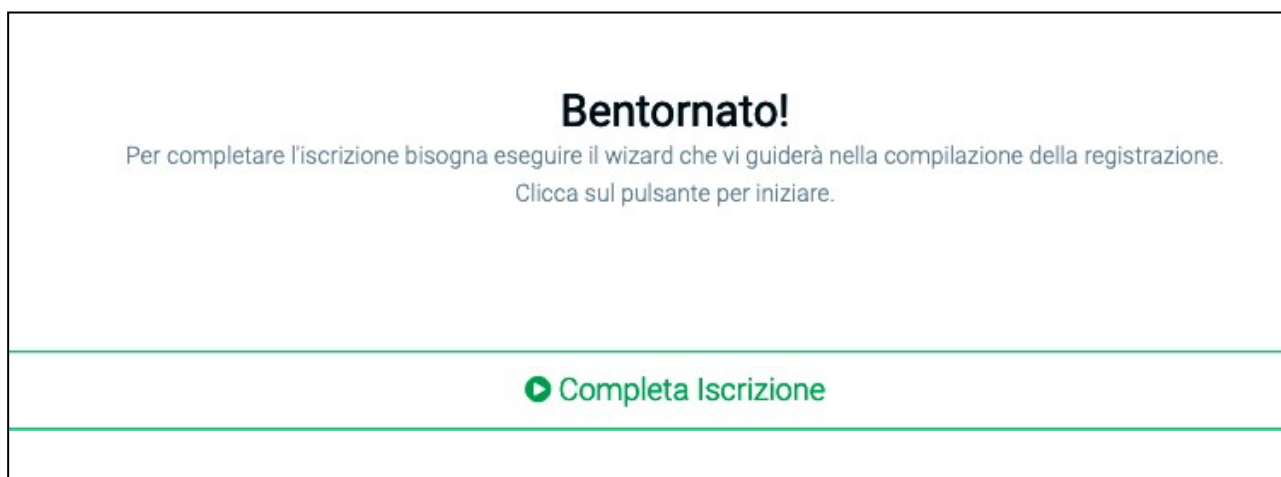 Bentornato!
Per completare l'iscrizione bisogna eseguire il wizard che vi guiderà nella compilazione della registrazione.
Clicca sul pulsante per iniziare.
Completa Iscrizione